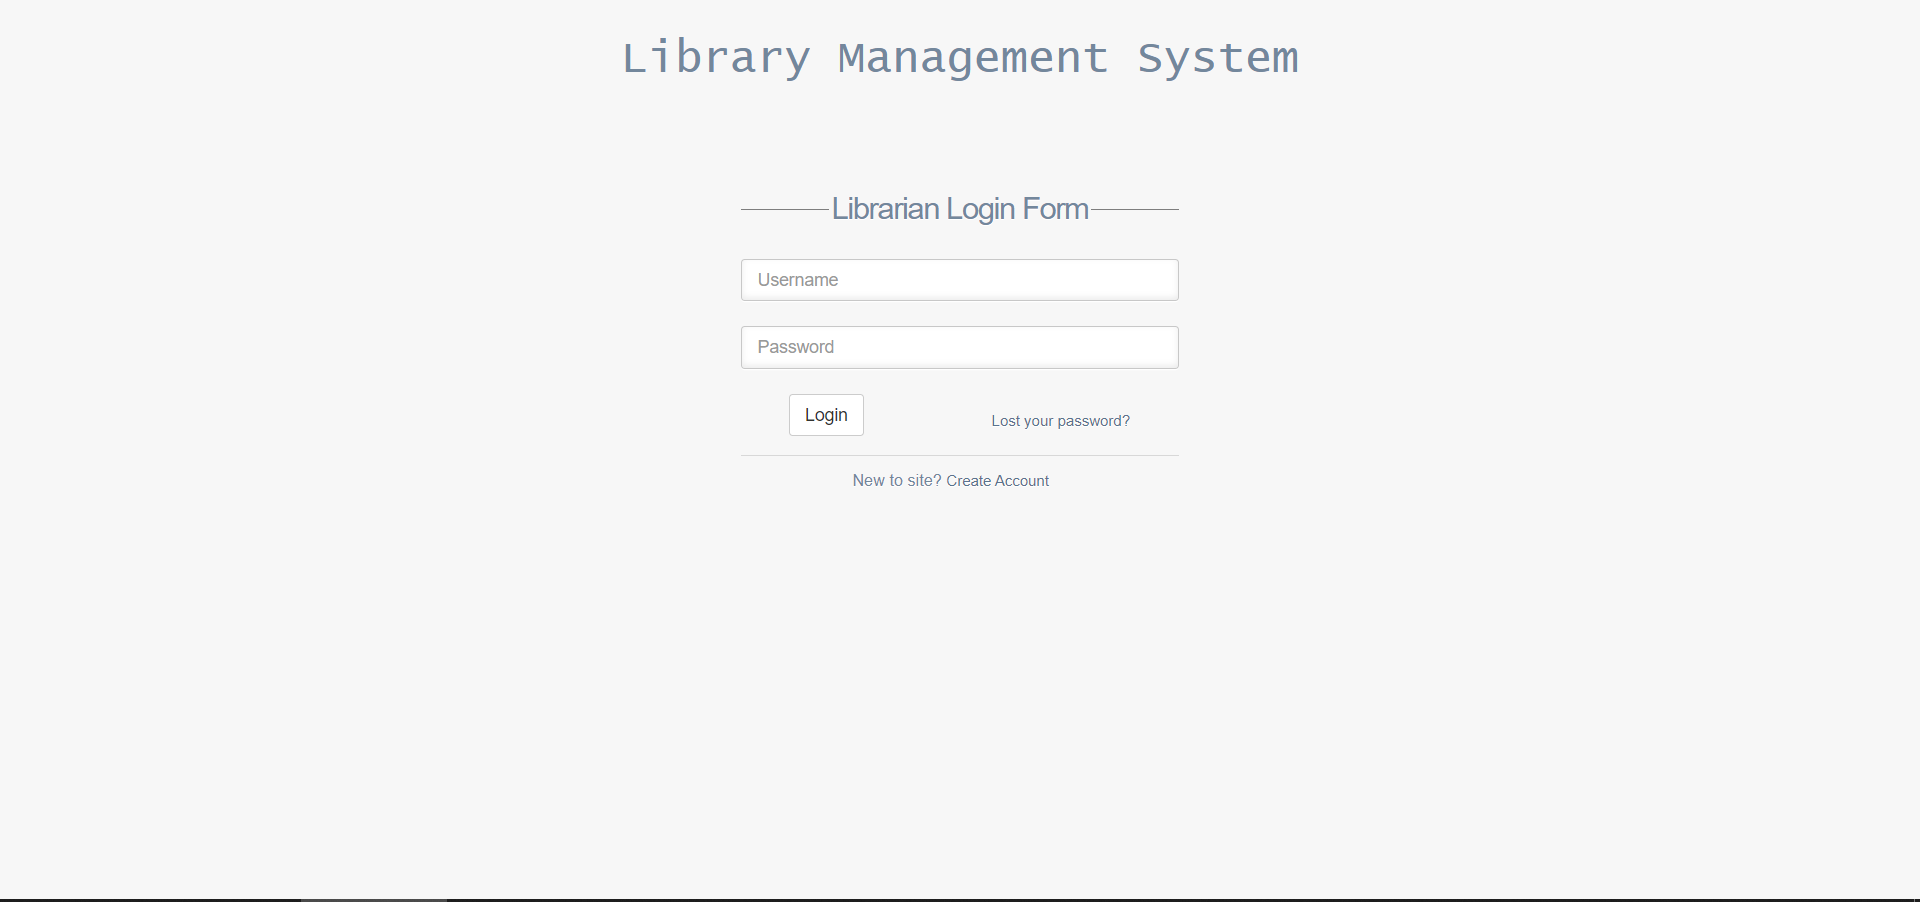 Library Management System
Librarian Login Form
Username
Password
Login Lost your password?
New to site? Create Account